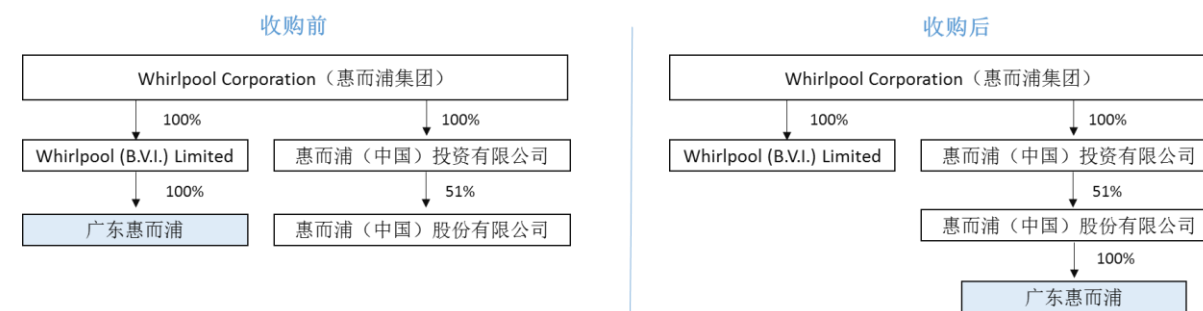 收购前
Whirlpool Corporation（惠而浦集团）
100%
100%
Whirlpool (B.V.I.) Limited
惠而浦（中国）投资有限公司
100%
51%
广东惠而浦
惠而浦（中国）股份有限公司
收购后
Whirlpool Corporation（惠而浦集团）
100%
100%
Whirlpool (B.V.I.) Limited
惠而浦（中国）投资有限公司
51%
惠而浦（中国）股份有限公司
100%
广东惠而浦